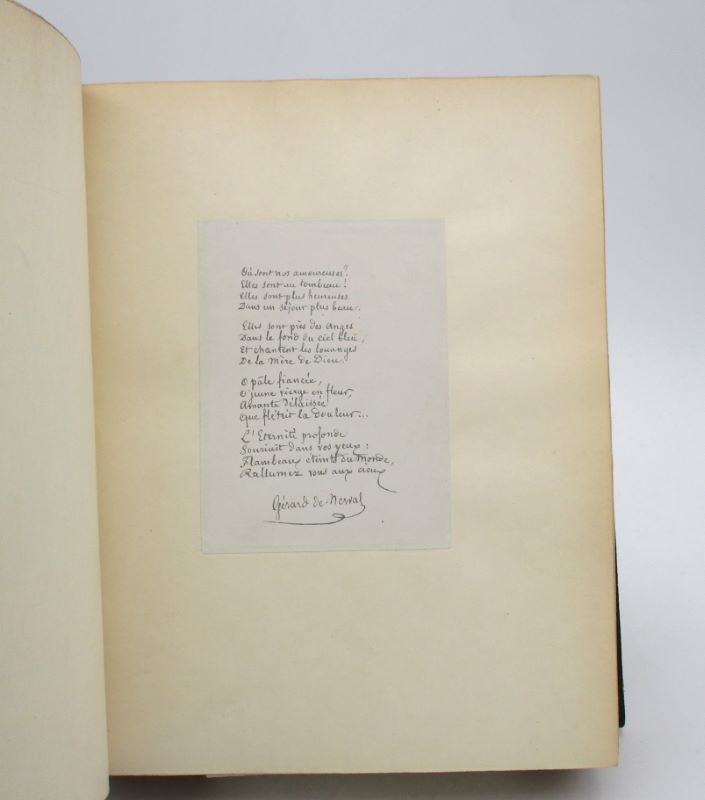 Où sont nos amoureuses?
Elles sont au tombeau!
Elles sont plus heureuses
Dans un séjour plus beau.
Elles sont près des anges
Dans le fond du ciel bleu,
Et chantent les louanges
De la Mère de Dieu.
O pâle fiancée,
O jeune vierge en fleur,
Amante délaissée
Que flétrit la douleur...
L'Eternité profonde
Souriait dans vos yeux:
Flambeaux éteints du monde,
Rallumez vous aux cieux
Gérard de Nerval